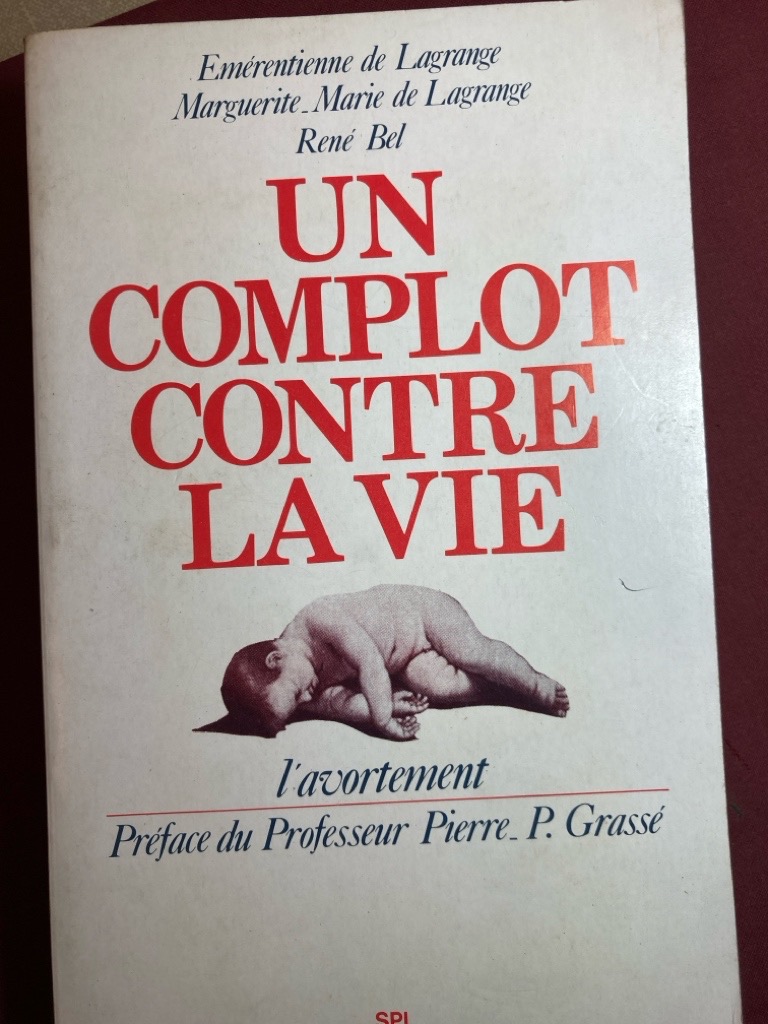 Emérentienne de Lagrange
Marguerite-Marie de Lagrange
René Bel
UN
COMPLOT
CONTRE
LA VIE
l'avortement
Préface du Professeur Pierre-P. Grassé
SPL